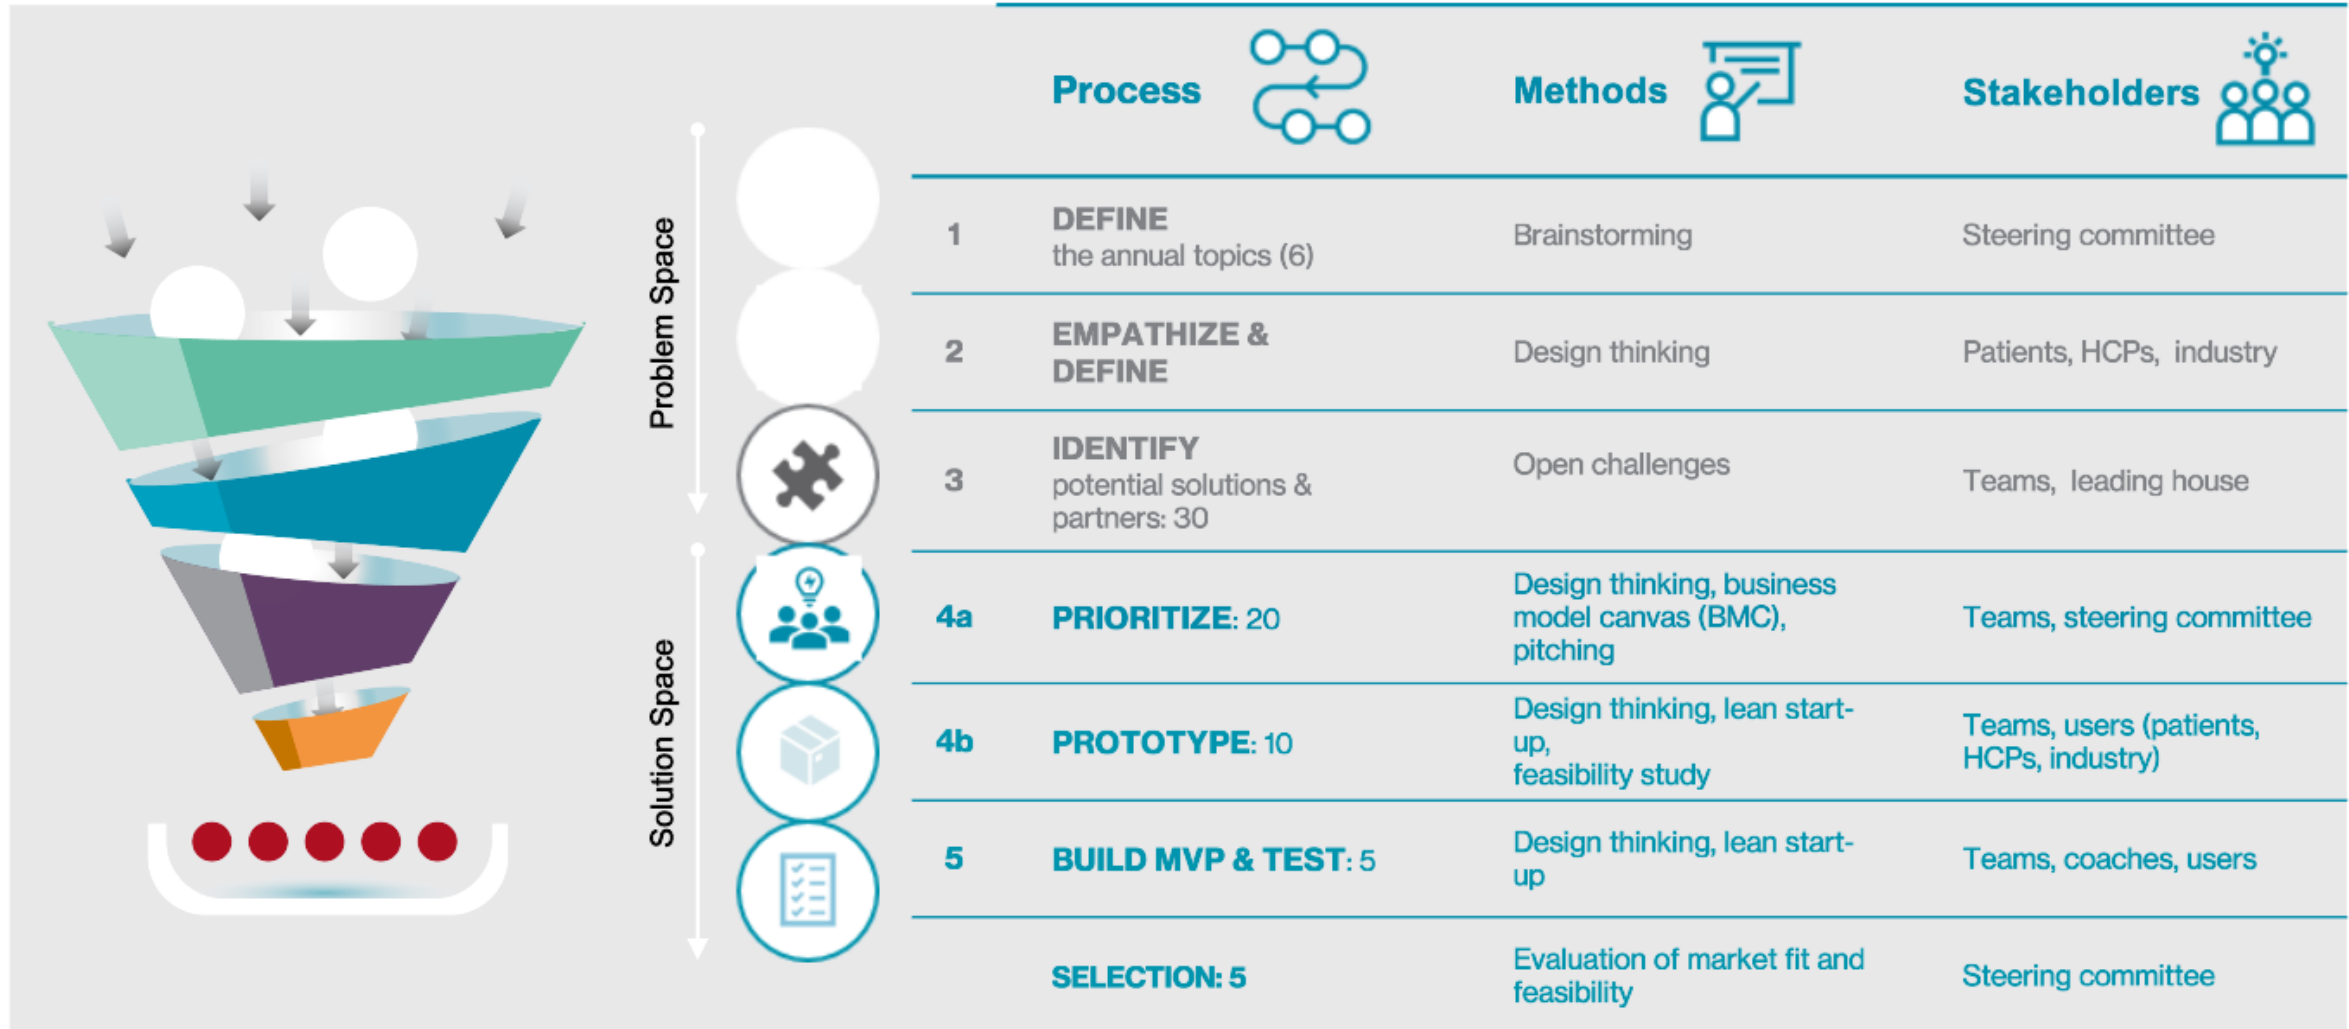 Process
Methods
Stakeholders
Problem Space
1
DEFINE
the annual topics (6)
Brainstorming
Steering committee
2
EMPATHIZE &
DEFINE
Design thinking
Patients, HCPs, industry
3
IDENTIFY
potential solutions &
partners: 30
Open challenges
Teams, leading house
Solution Space
4a
PRIORITIZE: 20
Design thinking, business
model canvas (BMC),
pitching
Teams, steering committee
4b
PROTOTYPE: 10
Design thinking, lean start-
up,
feasibility study
Teams, users (patients,
HCPs, industry)
5
BUILD MVP & TEST: 5
Design thinking, lean start-
up
Teams, coaches, users
SELECTION: 5
Evaluation of market fit and
feasibility
Steering committee